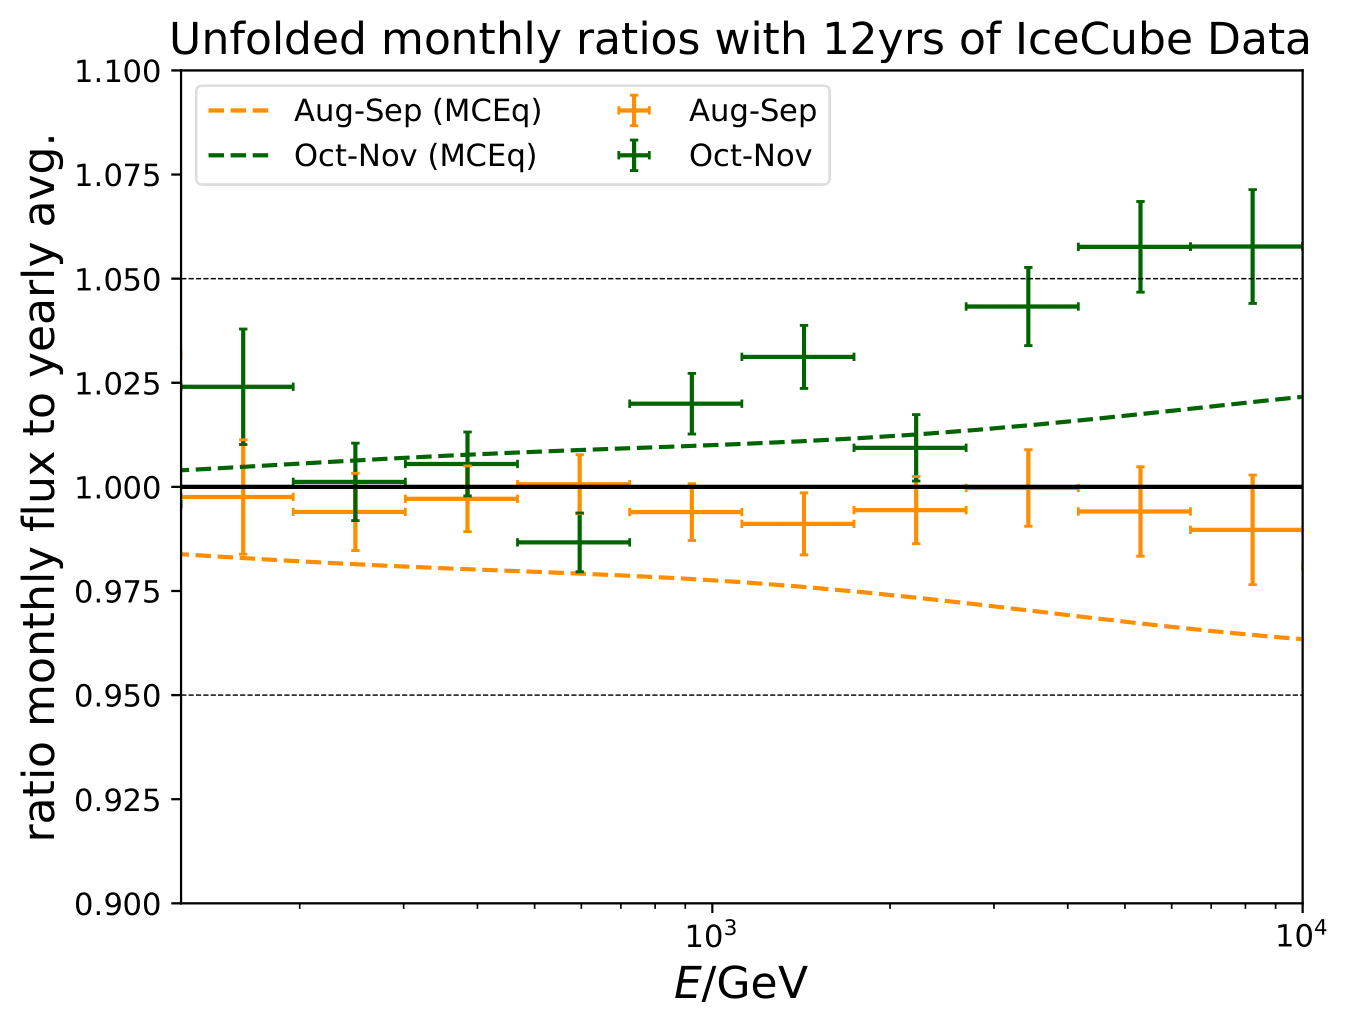 Unfolded monthly ratios with 12yrs of IceCube Data
ratio monthly flux to yearly avg.
1.100
1.075
1.050
1.025
1.000
0.975
0.950
0.925
0.900
Aug-Sep (MCEq)
Oct-Nov (MCEq)
Aug-Sep
Oct-Nov
10³
10⁴
E/GeV